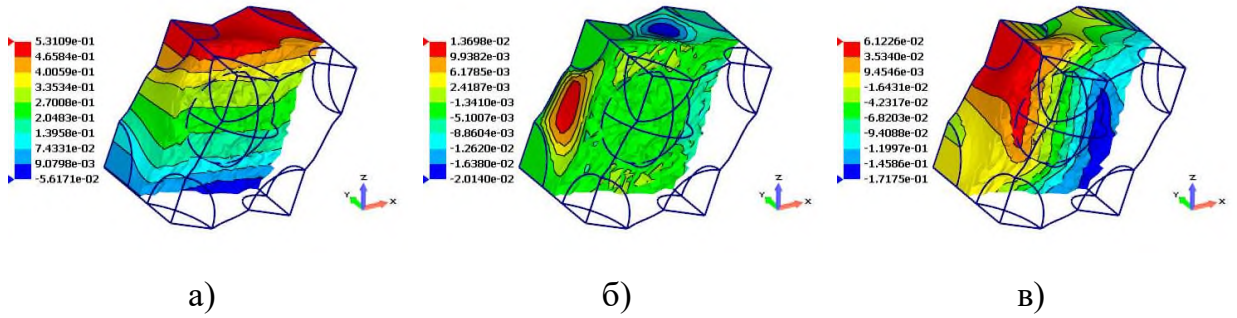 5.3109e-01
4.6584e-01
4.0059e-01
3.3534e-01
2.7008e-01
2.0483e-01
1.3958e-01
7.4331e-02
9.0798e-03
-5.6171e-02
Z
Y
X
1.3698e-02
9.9382e-03
6.1785e-03
2.4187e-03
-1.3410e-03
-5.1007e-03
-8.8604e-03
-1.2620e-02
-1.6380e-02
-2.0140e-02
Z
Y
X
6.1226e-02
3.5340e-02
9.4546e-03
-1.6431e-02
-4.2317e-02
-6.8203e-02
-9.4088e-02
-1.1997e-01
-1.4586e-01
-1.7175e-01
Z
Y
X
а)
б)
в)